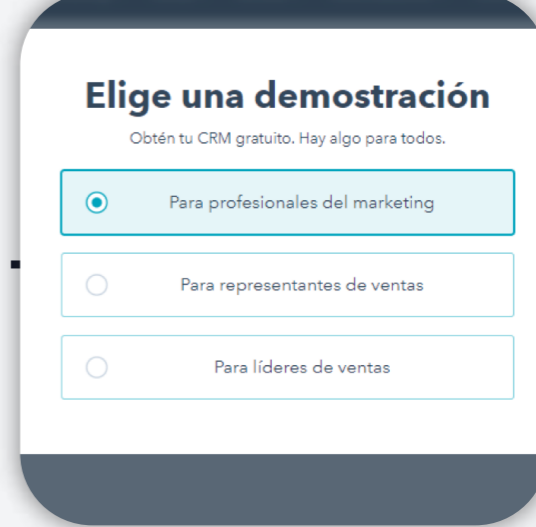 Elige una demostración
Obtén tu CRM gratuito. Hay algo para todos.
Para profesionales del marketing
Para representantes de ventas
Para líderes de ventas